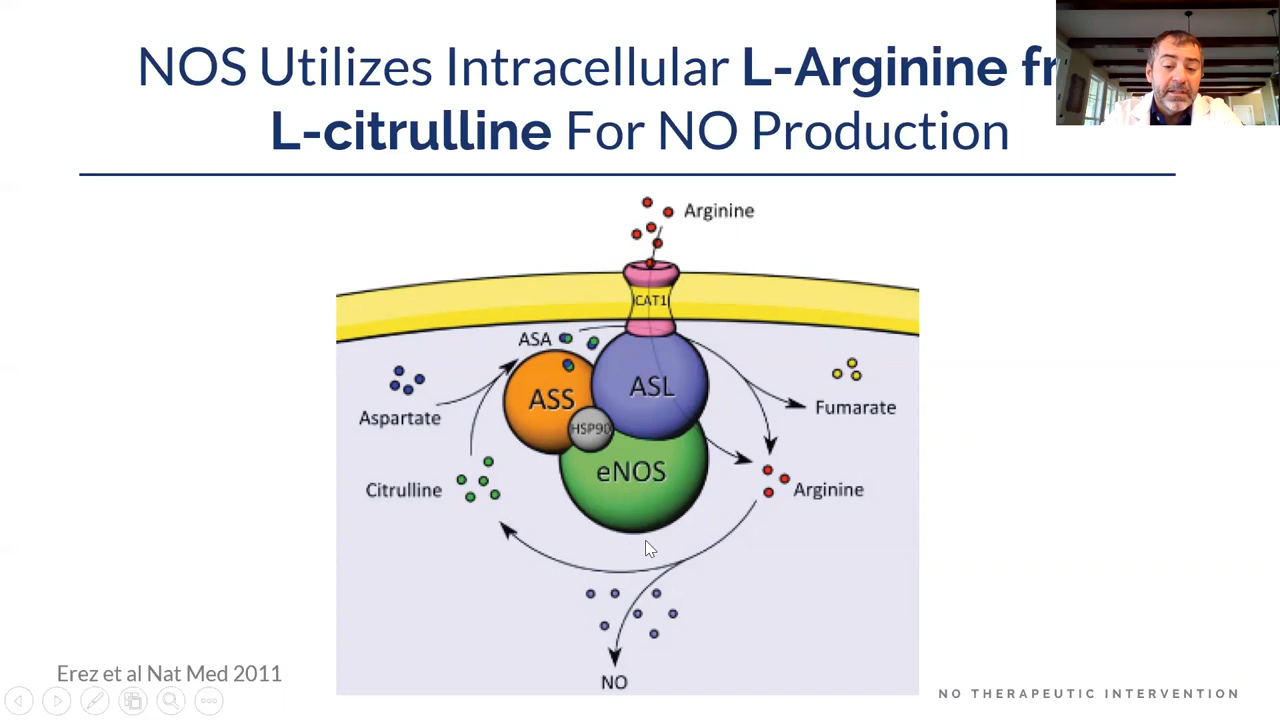 NOS Utilizes Intracellular L-Arginine
L-citrulline For NO Production
Arginine
CAT1
ASA
ASL
ASS
Aspartate
Fumarate
HSP90
eNOS
Citrulline
Arginine
NO
Erez et al Nat Med 2011
NO THERAPEUTIC INTERVENTION